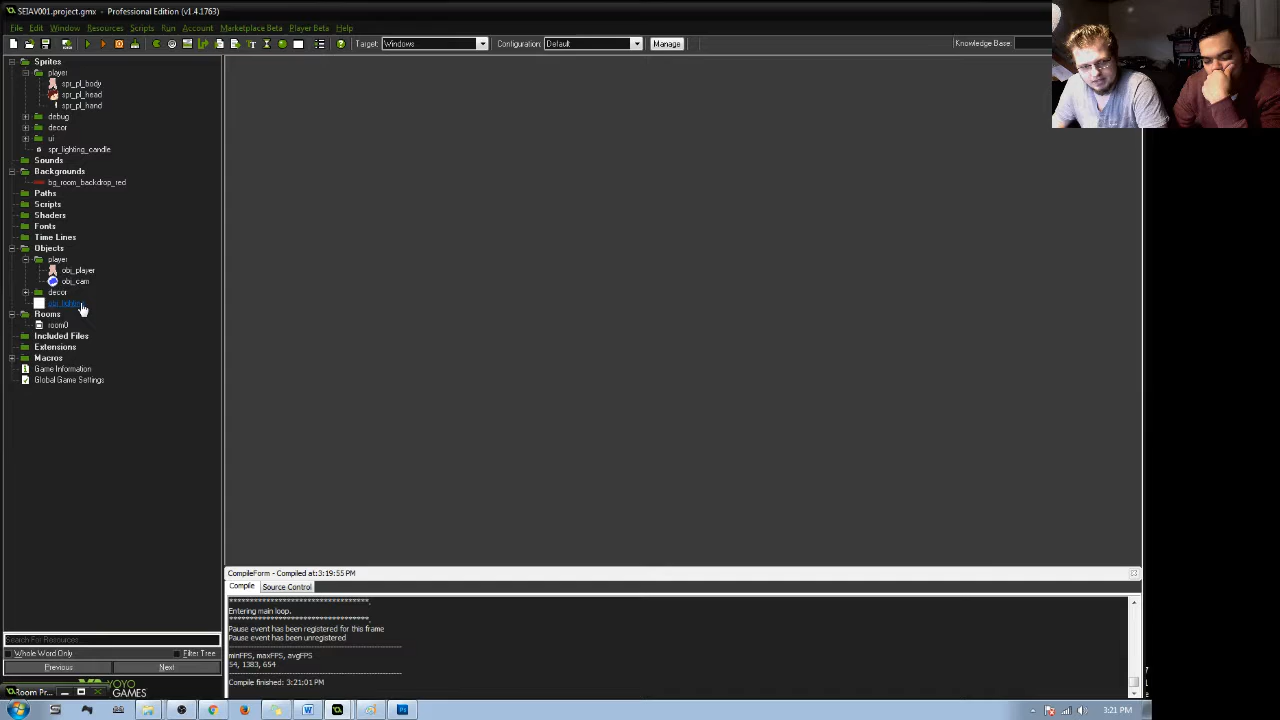 SEIAV001.project.gmx - Professional Edition (v1.4.1763)
File Edit Window Resources Scripts Run Account Marketplace Beta Player Beta Help
Target: Windows Configuration: Default Manage Knowledge Base:
Sprites
player
spr_pl_body
spr_pl_head
spr_pl_hand
debug
decor
ui
spr_lighting_candle
Sounds
Backgrounds
bg_room_backdrop_red
Paths
Scripts
Shaders
Fonts
Time Lines
Objects
player
obj_player
obj_cam
decor
Rooms
room0
Included Files
Extensions
Macros
Game Information
Global Game Settings
CompileForm - Compiled at:3:19:55 PM
Compile Source Control
**********************************.
Entering main loop.
**********************************.
Pause event has been registered for this frame
Pause event has been unregistered
minFPS, maxFPS, avgFPS
54, 1383, 654
Compile finished: 3:21:01 PM
Search For Resources
Whole Word Only Filter Tree
Previous Next
YOYO
GAMES
Room Pr...
3:21 PM